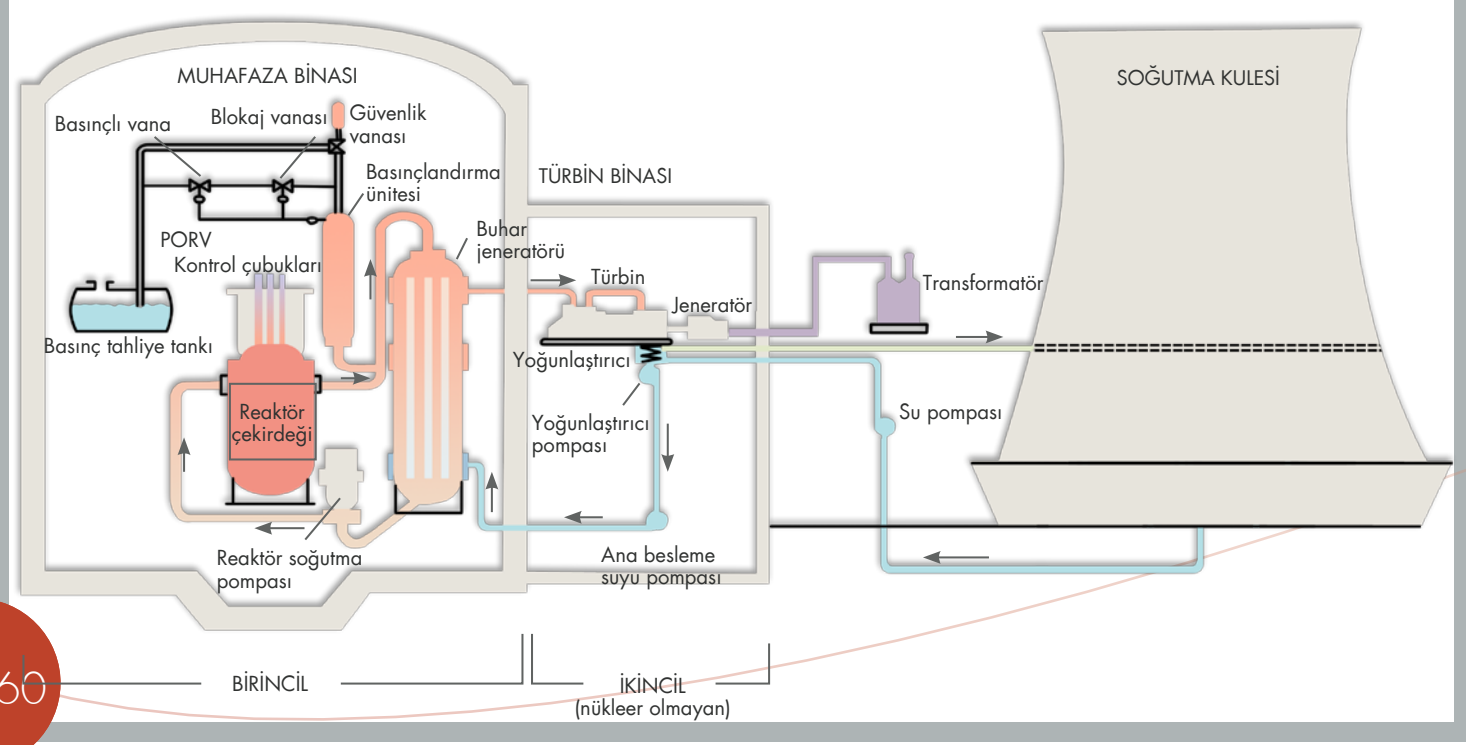 MUHAFAZA BİNASI
SOĞUTMA KULESİ
Basınçlı vana
Blokaj vanası
Güvenlik
vanası
Basınçlandırma
ünitesi
TÜRBİN BİNASI
PORV
Kontrol çubukları
Buhar
jeneratörü
Türbin
Jeneratör
Transformatör
Basınç tahliye tankı
Yoğunlaştırıcı
Reaktör
çekirdeği
Yoğunlaştırıcı
pompası
Su pompası
Reaktör soğutma
pompası
Ana besleme
suyu pompası
BİRİNCİL
İKİNCİL
(nükleer olmayan)
60